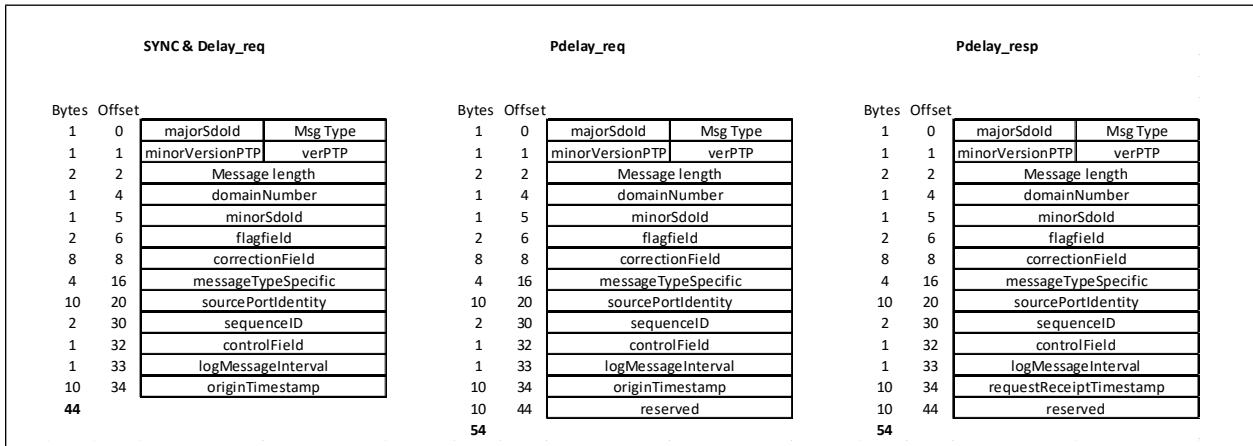 SYNC & Delay_req
Bytes Offset
1 0 majorSdoId Msg Type
1 1 minorVersionPTP verPTP
2 2 Message length
1 4 domainNumber
1 5 minorSdoId
2 6 flagfield
8 8 correctionField
4 16 messageTypeSpecific
10 20 sourcePortIdentity
2 30 sequenceID
1 32 controlField
1 33 logMessageInterval
10 34 originTimestamp
44
Pdelay_req
Bytes Offset
1 0 majorSdoId Msg Type
1 1 minorVersionPTP verPTP
2 2 Message length
1 4 domainNumber
1 5 minorSdoId
2 6 flagfield
8 8 correctionField
4 16 messageTypeSpecific
10 20 sourcePortIdentity
2 30 sequenceID
1 32 controlField
1 33 logMessageInterval
10 34 originTimestamp
10 44 reserved
54
Pdelay_resp
Bytes Offset
1 0 majorSdoId Msg Type
1 1 minorVersionPTP verPTP
2 2 Message length
1 4 domainNumber
1 5 minorSdoId
2 6 flagfield
8 8 correctionField
4 16 messageTypeSpecific
10 20 sourcePortIdentity
2 30 sequenceID
1 32 controlField
1 33 logMessageInterval
10 34 requestReceiptTimestamp
10 44 reserved
54